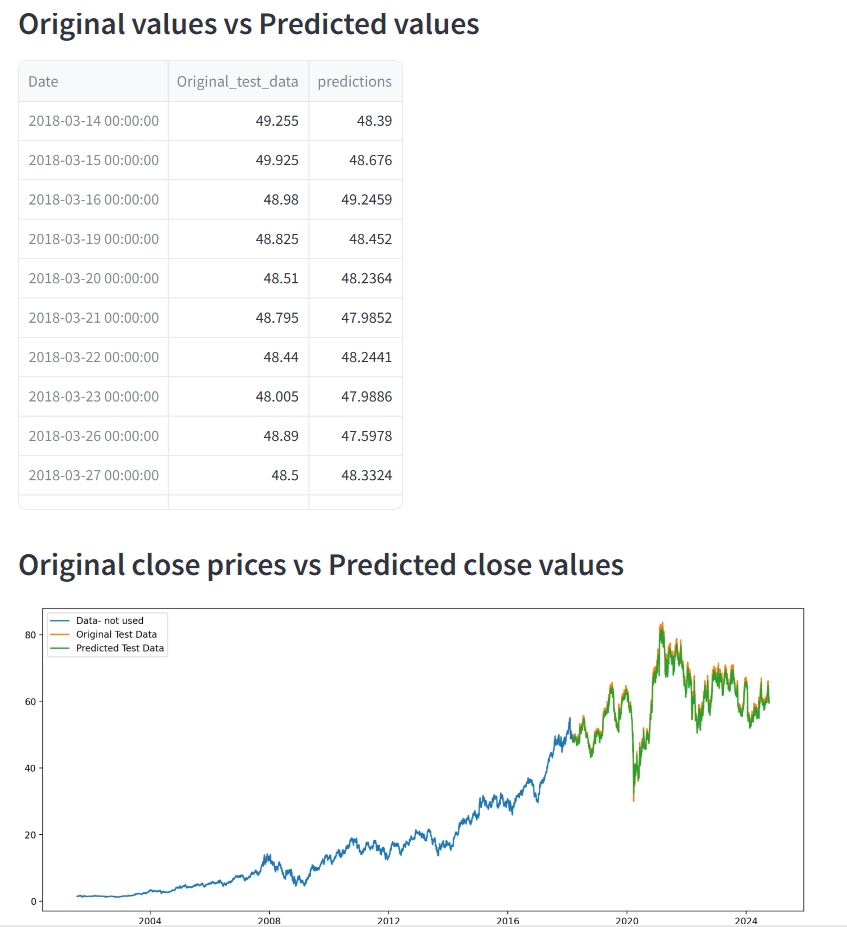 Original values vs Predicted values
Date Original_test_data predictions
2018-03-14 00:00:00 49.255 48.39
2018-03-15 00:00:00 49.925 48.676
2018-03-16 00:00:00 48.98 49.2459
2018-03-19 00:00:00 48.825 48.452
2018-03-20 00:00:00 48.51 48.2364
2018-03-21 00:00:00 48.795 47.9852
2018-03-22 00:00:00 48.44 48.2441
2018-03-23 00:00:00 48.005 47.9886
2018-03-26 00:00:00 48.89 47.5978
2018-03-27 00:00:00 48.5 48.3324
Original close prices vs Predicted close values
Data- not used
Original Test Data
Predicted Test Data
80
60
40
20
0
2004 2008 2012 2016 2020 2024